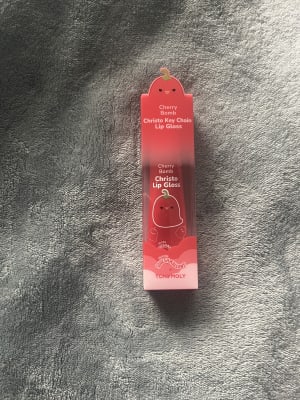 Cherry
Bomb
Christo Key Chain
Lip Gloss
Cherry
Bomb
Christo
Lip Gloss
TONYMOLY